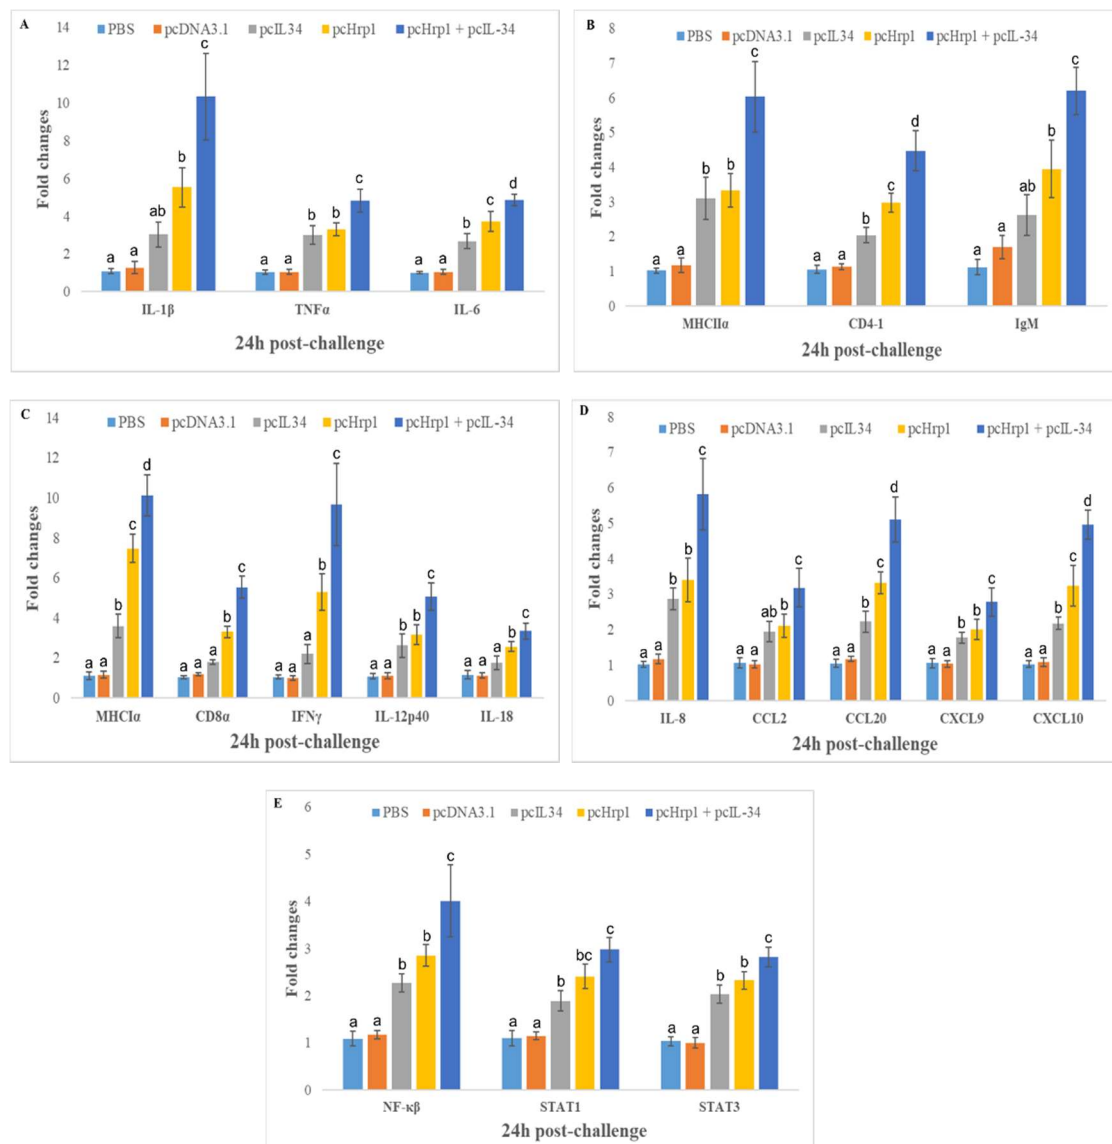 A
PBS pcDNA3.1 pcIL34 pcHrp1 pcHrp1 + pcIL-34
14
12
10
8
6
4
2
0
Fold changes
a a ab b c
a a b b c
a a b c d
IL-1β TNFα IL-6
24h post-challenge
B
PBS pcDNA3.1 pcIL34 pcHrp1 pcHrp1 + pcIL-34
8
7
6
5
4
3
2
1
0
Fold changes
a a b b c
a a b c d
a a ab b c
MHCIIα CD4-1 IgM
24h post-challenge
C
PBS pcDNA3.1 pcIL34 pcHrp1 pcHrp1 + pcIL-34
14
12
10
8
6
4
2
0
Fold changes
a a b c d
a a a b c
a a a b c
a a b b c
a a a b c
MHCIα CD8α IFNγ IL-12p40 IL-18
24h post-challenge
D
PBS pcDNA3.1 pcIL34 pcHrp1 pcHrp1 + pcIL-34
8
7
6
5
4
3
2
1
0
Fold changes
a a b b c
a a ab b c
a a b c d
a a b b c
a a b c d
IL-8 CCL2 CCL20 CXCL9 CXCL10
24h post-challenge
E
PBS pcDNA3.1 pcIL34 pcHrp1 pcHrp1 + pcIL-34
6
5
4
3
2
1
0
Fold changes
a a b b c
a a b bc c
a a b b c
NF-κβ STAT1 STAT3
24h post-challenge